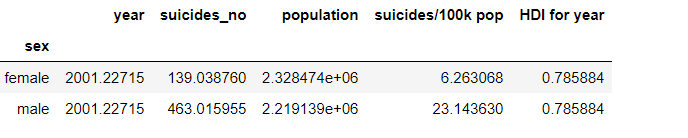 year suicides_no population suicides/100k pop HDI for year
sex
female 2001.22715 139.038760 2.328474e+06 6.263068 0.785884
male 2001.22715 463.015955 2.219139e+06 23.143630 0.785884